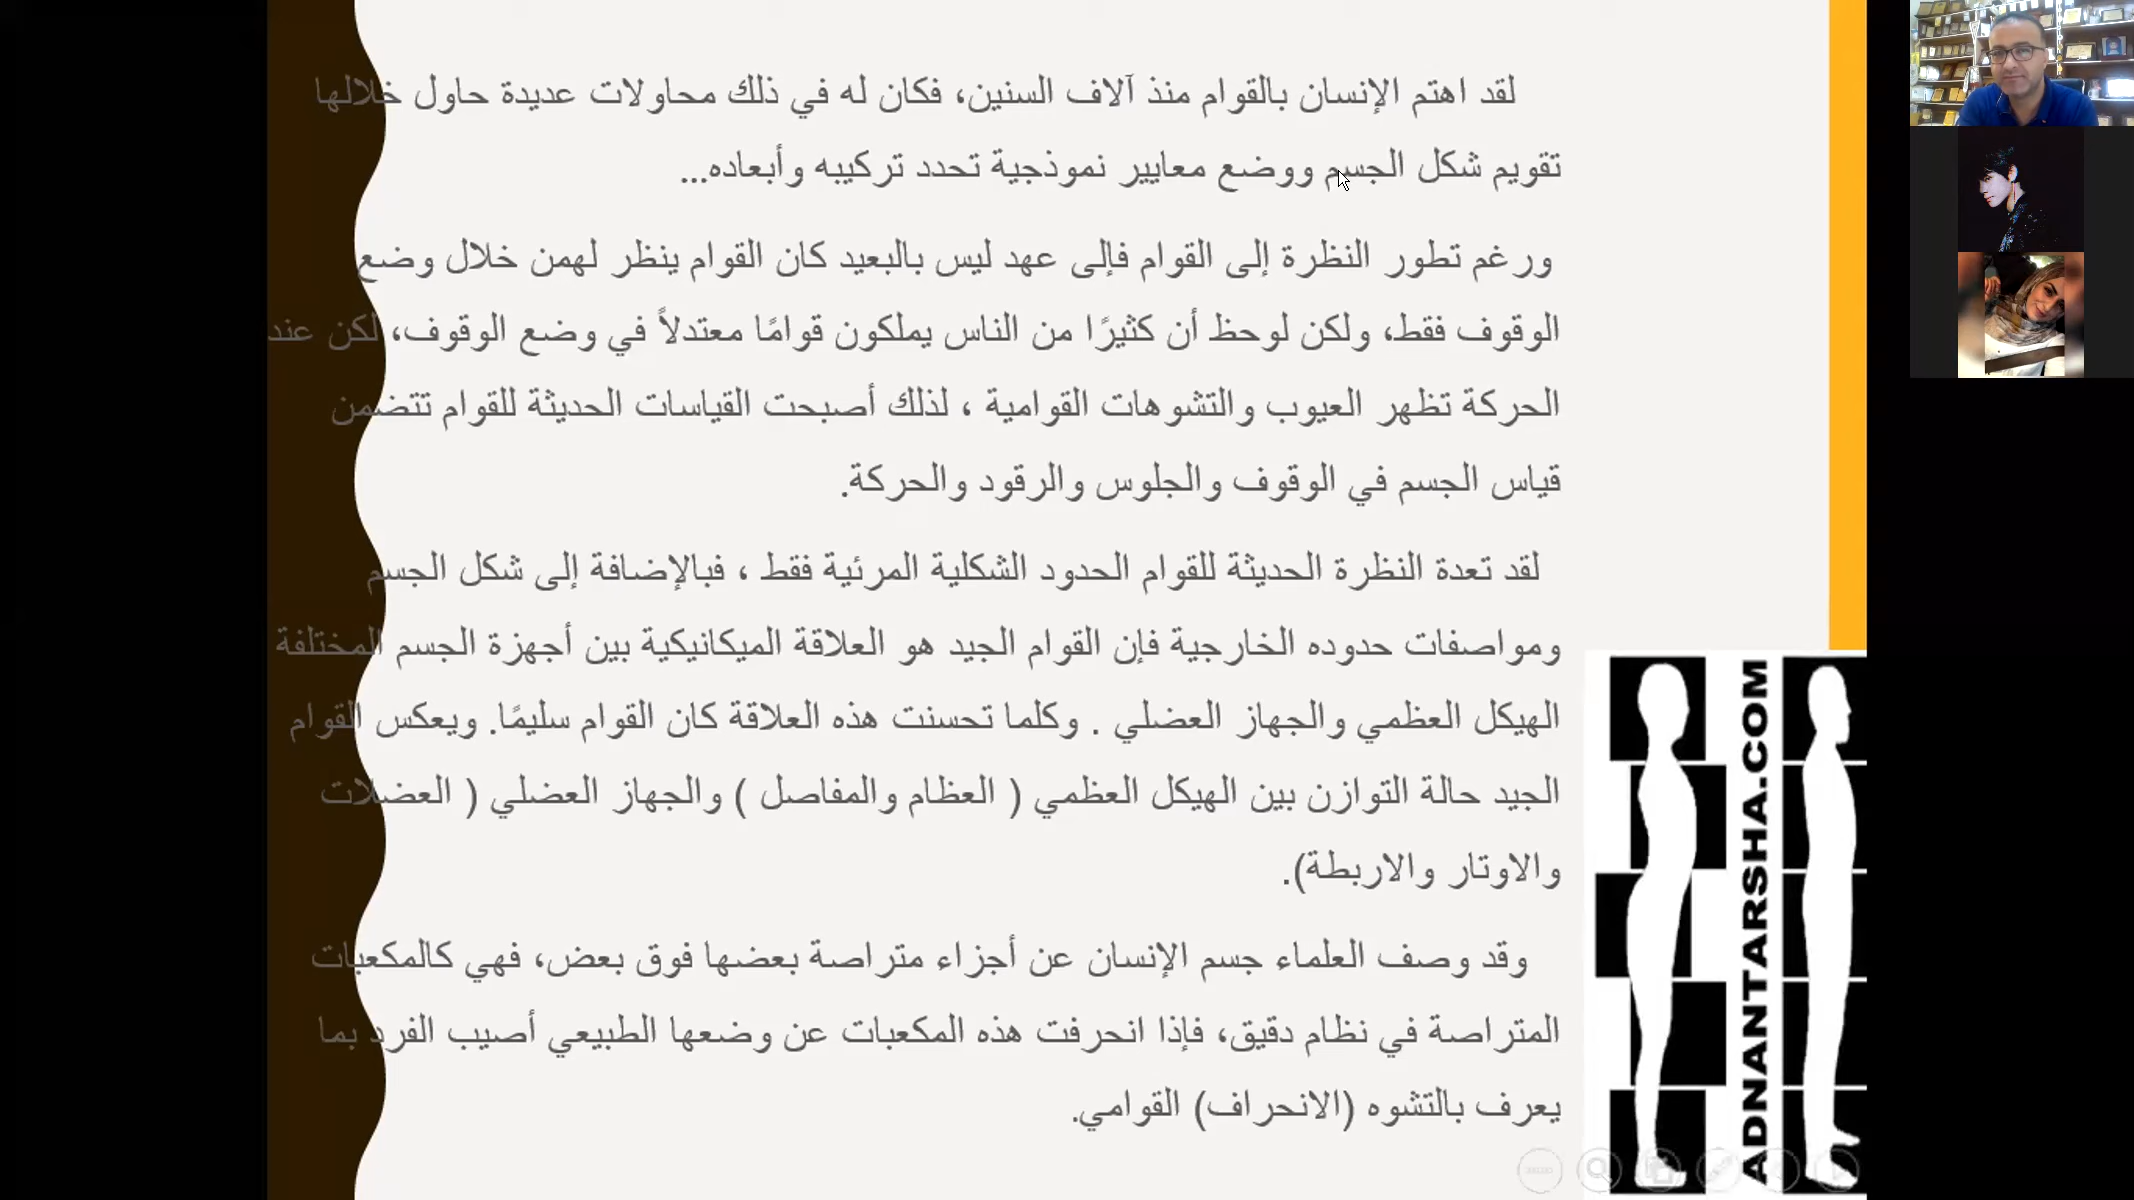 لقد اهتم الإنسان بالقوام منذ آلاف السنين، فكان له في ذلك محاولات عديدة حاول خلالها
تقويم شكل الجسم ووضع معايير نموذجية تحدد تركيبه وأبعاده...
ورغم تطور النظرة إلى القوام فإلى عهد ليس بالبعيد كان القوام ينظر لهمن خلال وضع
الوقوف فقط، ولكن لوحظ أن كثيرًا من الناس يملكون قوامًا معتدلاً في وضع الوقوف، لكن عند
الحركة تظهر العيوب والتشوهات القوامية ، لذلك أصبحت القياسات الحديثة للقوام تتضمن
قياس الجسم في الوقوف والجلوس والرقود والحركة.
لقد تعدة النظرة الحديثة للقوام الحدود الشكلية المرئية فقط ، فبالإضافة إلى شكل الجسم
ومواصفات حدوده الخارجية فإن القوام الجيد هو العلاقة الميكانيكية بين أجهزة الجسم المختلفة
الهيكل العظمي والجهاز العضلي . وكلما تحسنت هذه العلاقة كان القوام سليمًا. ويعكس القوام
الجيد حالة التوازن بين الهيكل العظمي ( العظام والمفاصل ) والجهاز العضلي ( العضلات
والاوتار والاربطة).
وقد وصف العلماء جسم الإنسان عن أجزاء متراصة بعضها فوق بعض، فهي كالمكعبات
المتراصة في نظام دقيق، فإذا انحرفت هذه المكعبات عن وضعها الطبيعي أصيب الفرد بما
يعرف بالتشوه (الانحراف) القوامي.
ADNANTARSHA.COM